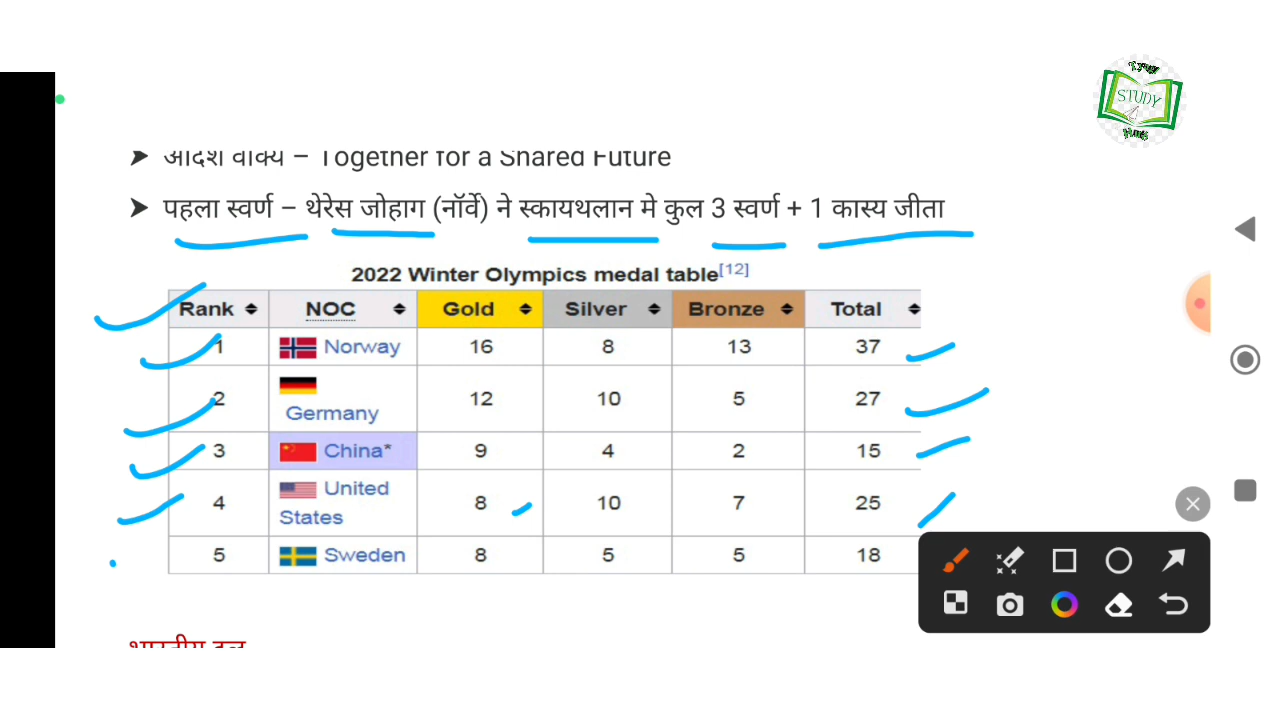 STUDY
आदर्श वाक्य – Together for a Shared Future
पहला स्वर्ण – थेरेस जोहाग (नॉर्वे) ने स्कायथलान मे कुल 3 स्वर्ण + 1 कास्य जीता
2022 Winter Olympics medal table[12]
Rank NOC Gold Silver Bronze Total
1 Norway 16 8 13 37
2 Germany 12 10 5 27
3 China* 9 4 2 15
4 United States 8 10 7 25
5 Sweden 8 5 5 18
भारतीय दल